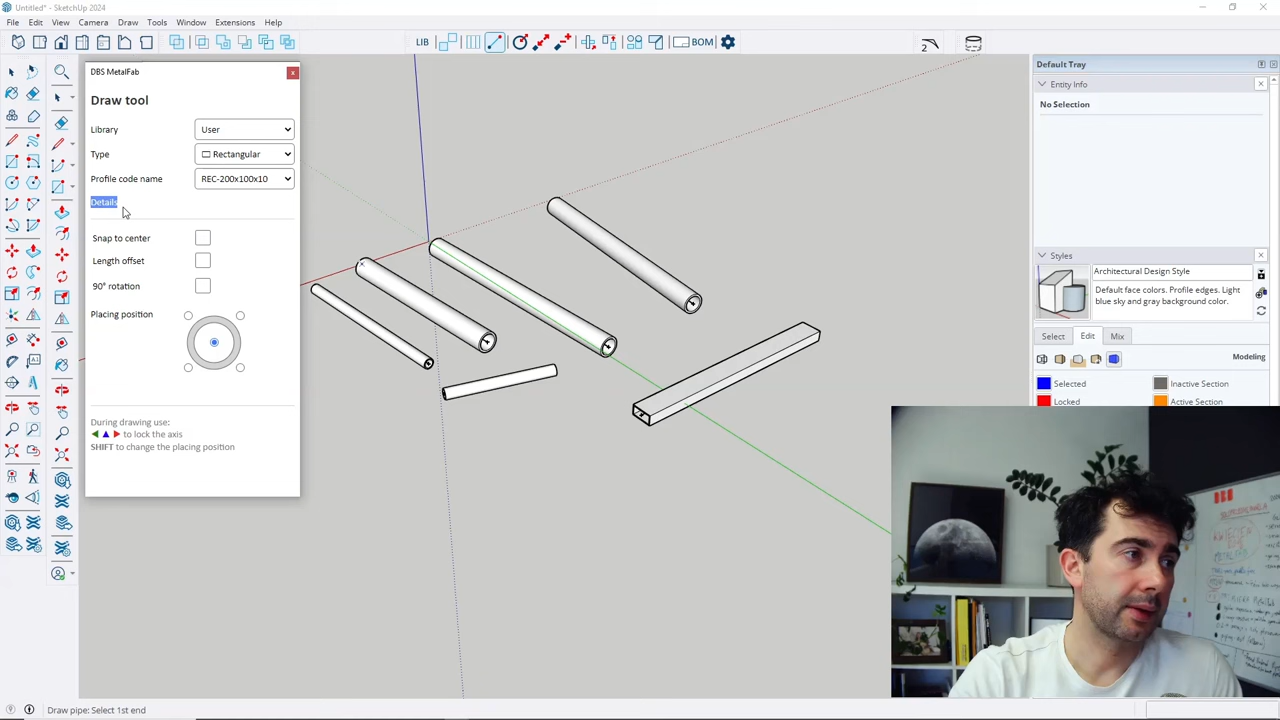 Untitled* - SketchUp 2024
File Edit View Camera Draw Tools Window Extensions Help
LIB
BOM
2
DBS MetalFab
x
Draw tool
Library
User
Type
Rectangular
Profile code name
REC-200x100x10
Details
Snap to center
Length offset
90° rotation
Placing position
During drawing use:
to lock the axis
SHIFT to change the placing position
Default Tray
Entity Info
No Selection
Styles
Architectural Design Style
Default face colors. Profile edges. Light
blue sky and gray background color.
Select Edit Mix
Modeling
Selected
Inactive Section
Locked
Active Section
Draw pipe: Select 1st end